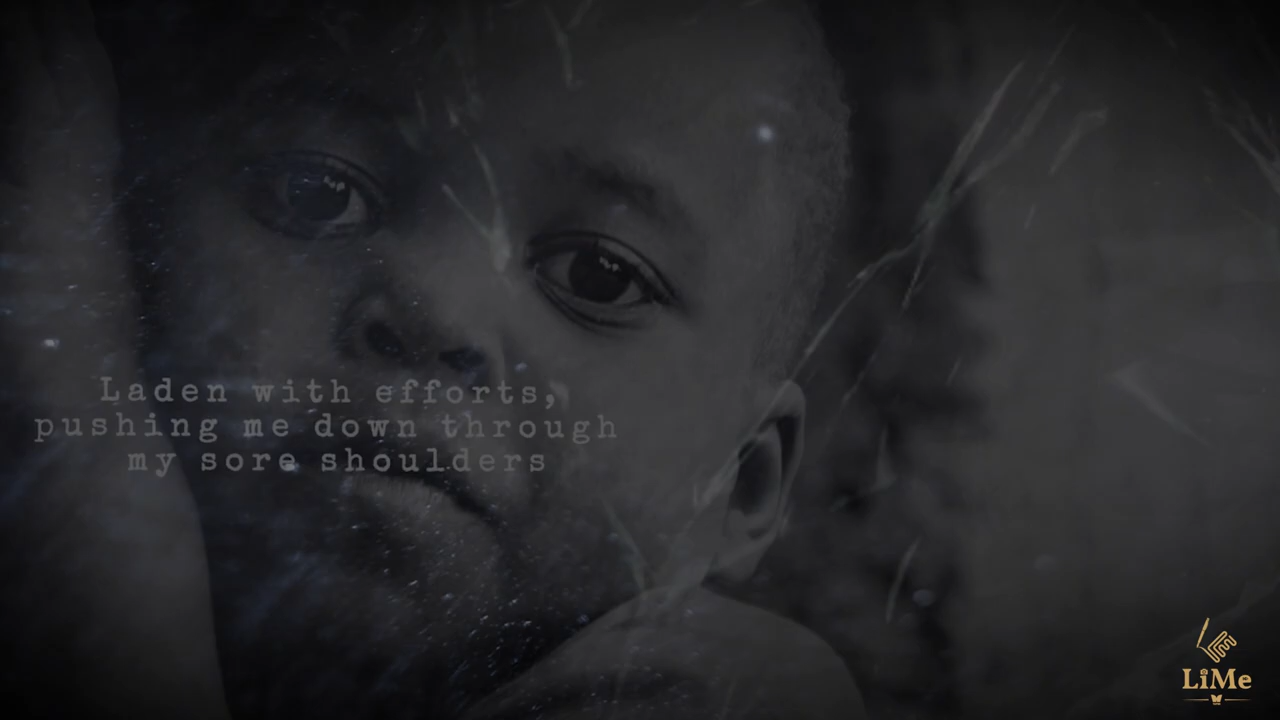 Laden with efforts,
pushing me down through
my sore shoulders
LiMe